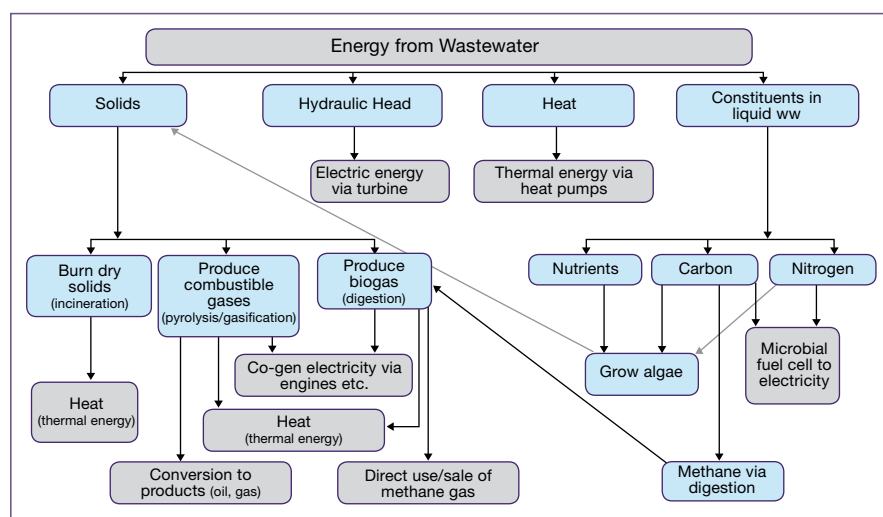 Energy from Wastewater
Solids
Hydraulic Head
Heat
Constituents in
liquid ww
Electric energy
via turbine
Thermal energy via
heat pumps
Burn dry
solids
(incineration)
Produce
combustible
gases
(pyrolysis/gasification)
Produce
biogas
(digestion)
Nutrients
Carbon
Nitrogen
Co-gen electricity via
engines etc.
Grow algae
Microbial
fuel cell to
electricity
Heat
(thermal energy)
Heat
(thermal energy)
Conversion to
products (oil, gas)
Direct use/sale of
methane gas
Methane via
digestion